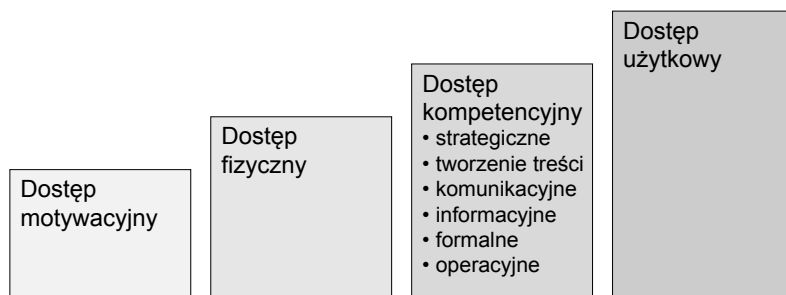 Dostęp
motywacyjny
Dostęp
fizyczny
Dostęp
kompetencyjny
• strategiczne
• tworzenie treści
• komunikacyjne
• informacyjne
• formalne
• operacyjne
Dostęp
użytkowy